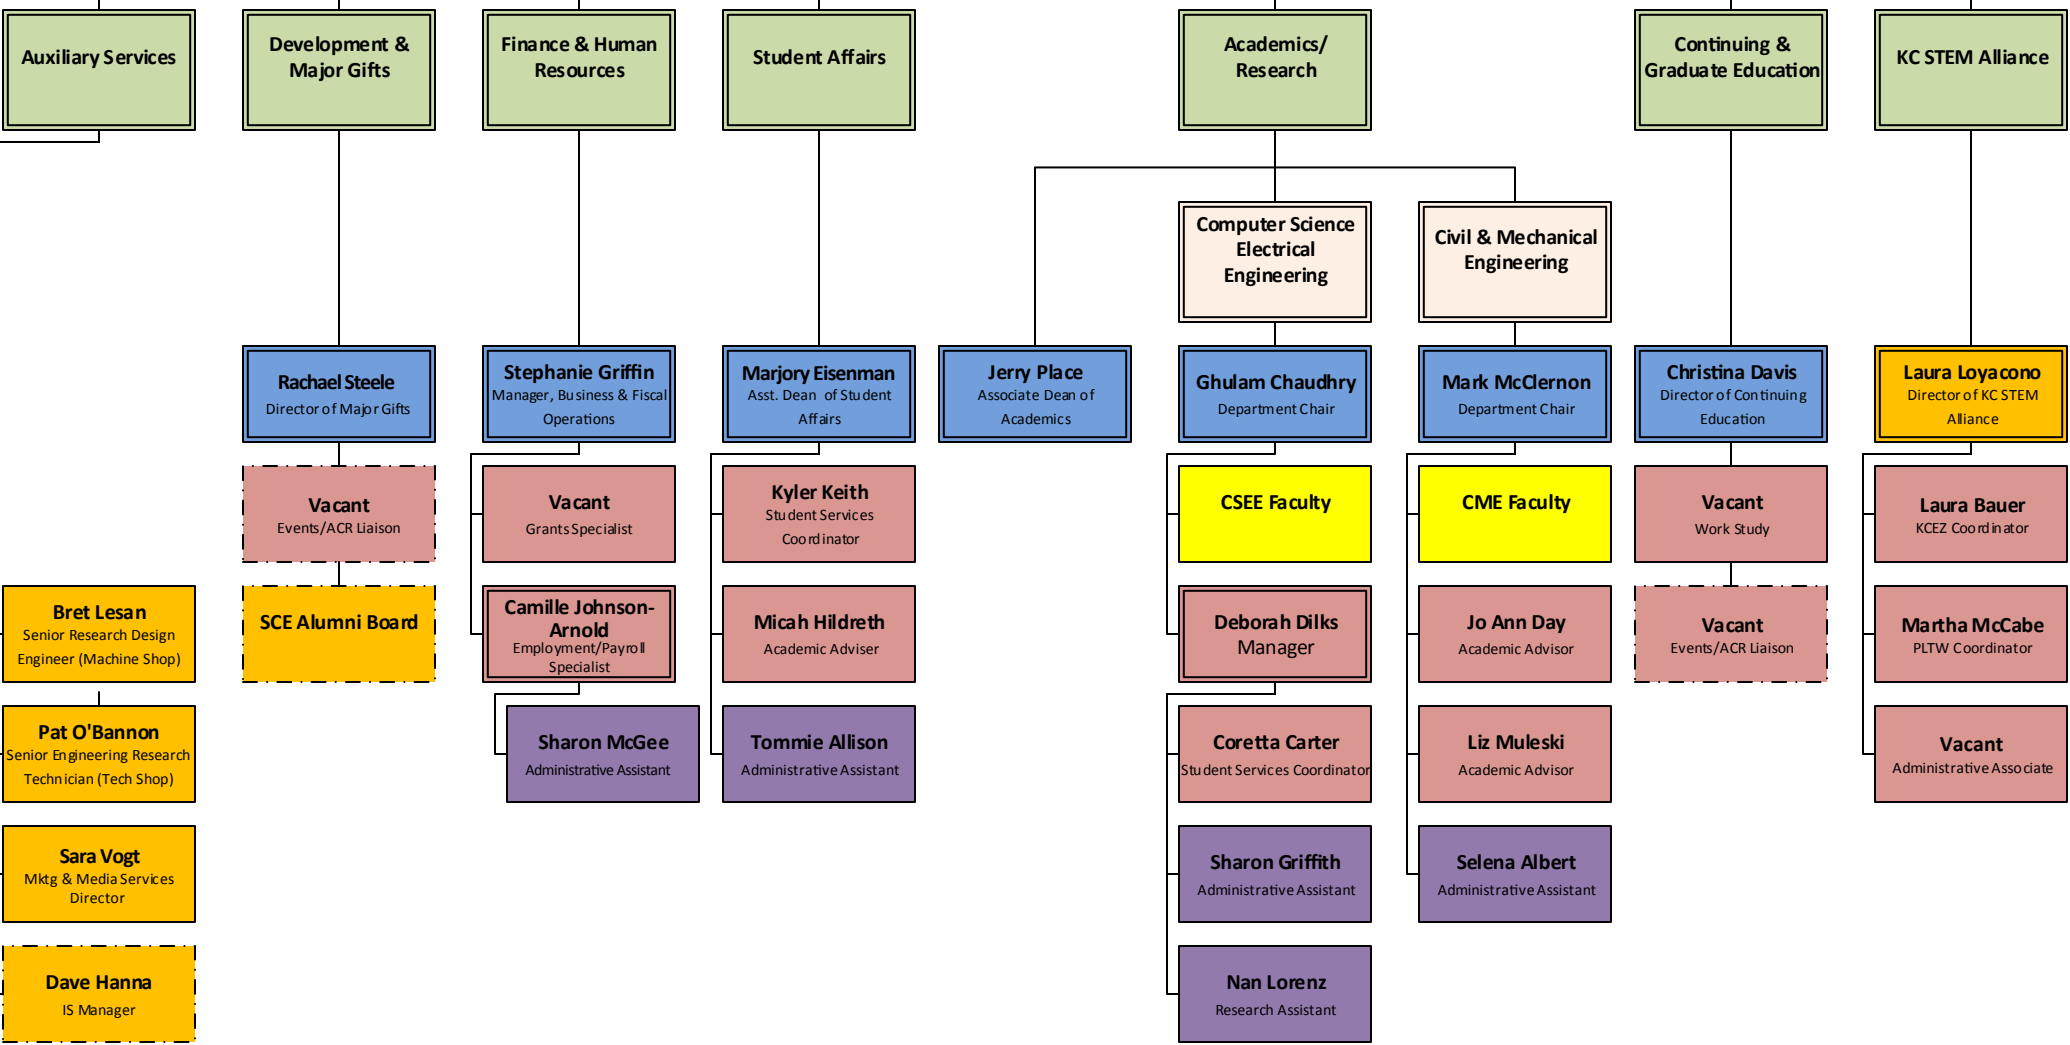 Auxiliary Services
Development &
Major Gifts
Finance & Human
Resources
Student Affairs
Academics/
Research
Continuing &
Graduate Education
KC STEM Alliance
Computer Science
Electrical
Engineering
Civil & Mechanical
Engineering
Rachael Steele
Director of Major Gifts
Stephanie Griffin
Manager, Business & Fiscal
Operations
Marjory Eisenman
Asst. Dean of Student
Affairs
Jerry Place
Associate Dean of
Academics
Ghulam Chaudhry
Department Chair
Mark McClernon
Department Chair
Christina Davis
Director of Continuing
Education
Laura Loyacono
Director of KC STEM
Alliance
Vacant
Events/ACR Liaison
Vacant
Grants Specialist
Kyler Keith
Student Services
Coordinator
CSEE Faculty
CME Faculty
Vacant
Work Study
Laura Bauer
KCEZ Coordinator
Bret Lesan
Senior Research Design
Engineer (Machine Shop)
SCE Alumni Board
Camille Johnson-
Arnold
Employment/Payroll
Specialist
Micah Hildreth
Academic Adviser
Deborah Dilks
Manager
Jo Ann Day
Academic Advisor
Vacant
Events/ACR Liaison
Martha McCabe
PLTW Coordinator
Pat O'Bannon
Senior Engineering Research
Technician (Tech Shop)
Sharon McGee
Administrative Assistant
Tommie Allison
Administrative Assistant
Coretta Carter
Student Services Coordinator
Liz Muleski
Academic Advisor
Vacant
Administrative Associate
Sara Vogt
Mktg & Media Services
Director
Sharon Griffith
Administrative Assistant
Selena Albert
Administrative Assistant
Dave Hanna
IS Manager
Nan Lorenz
Research Assistant